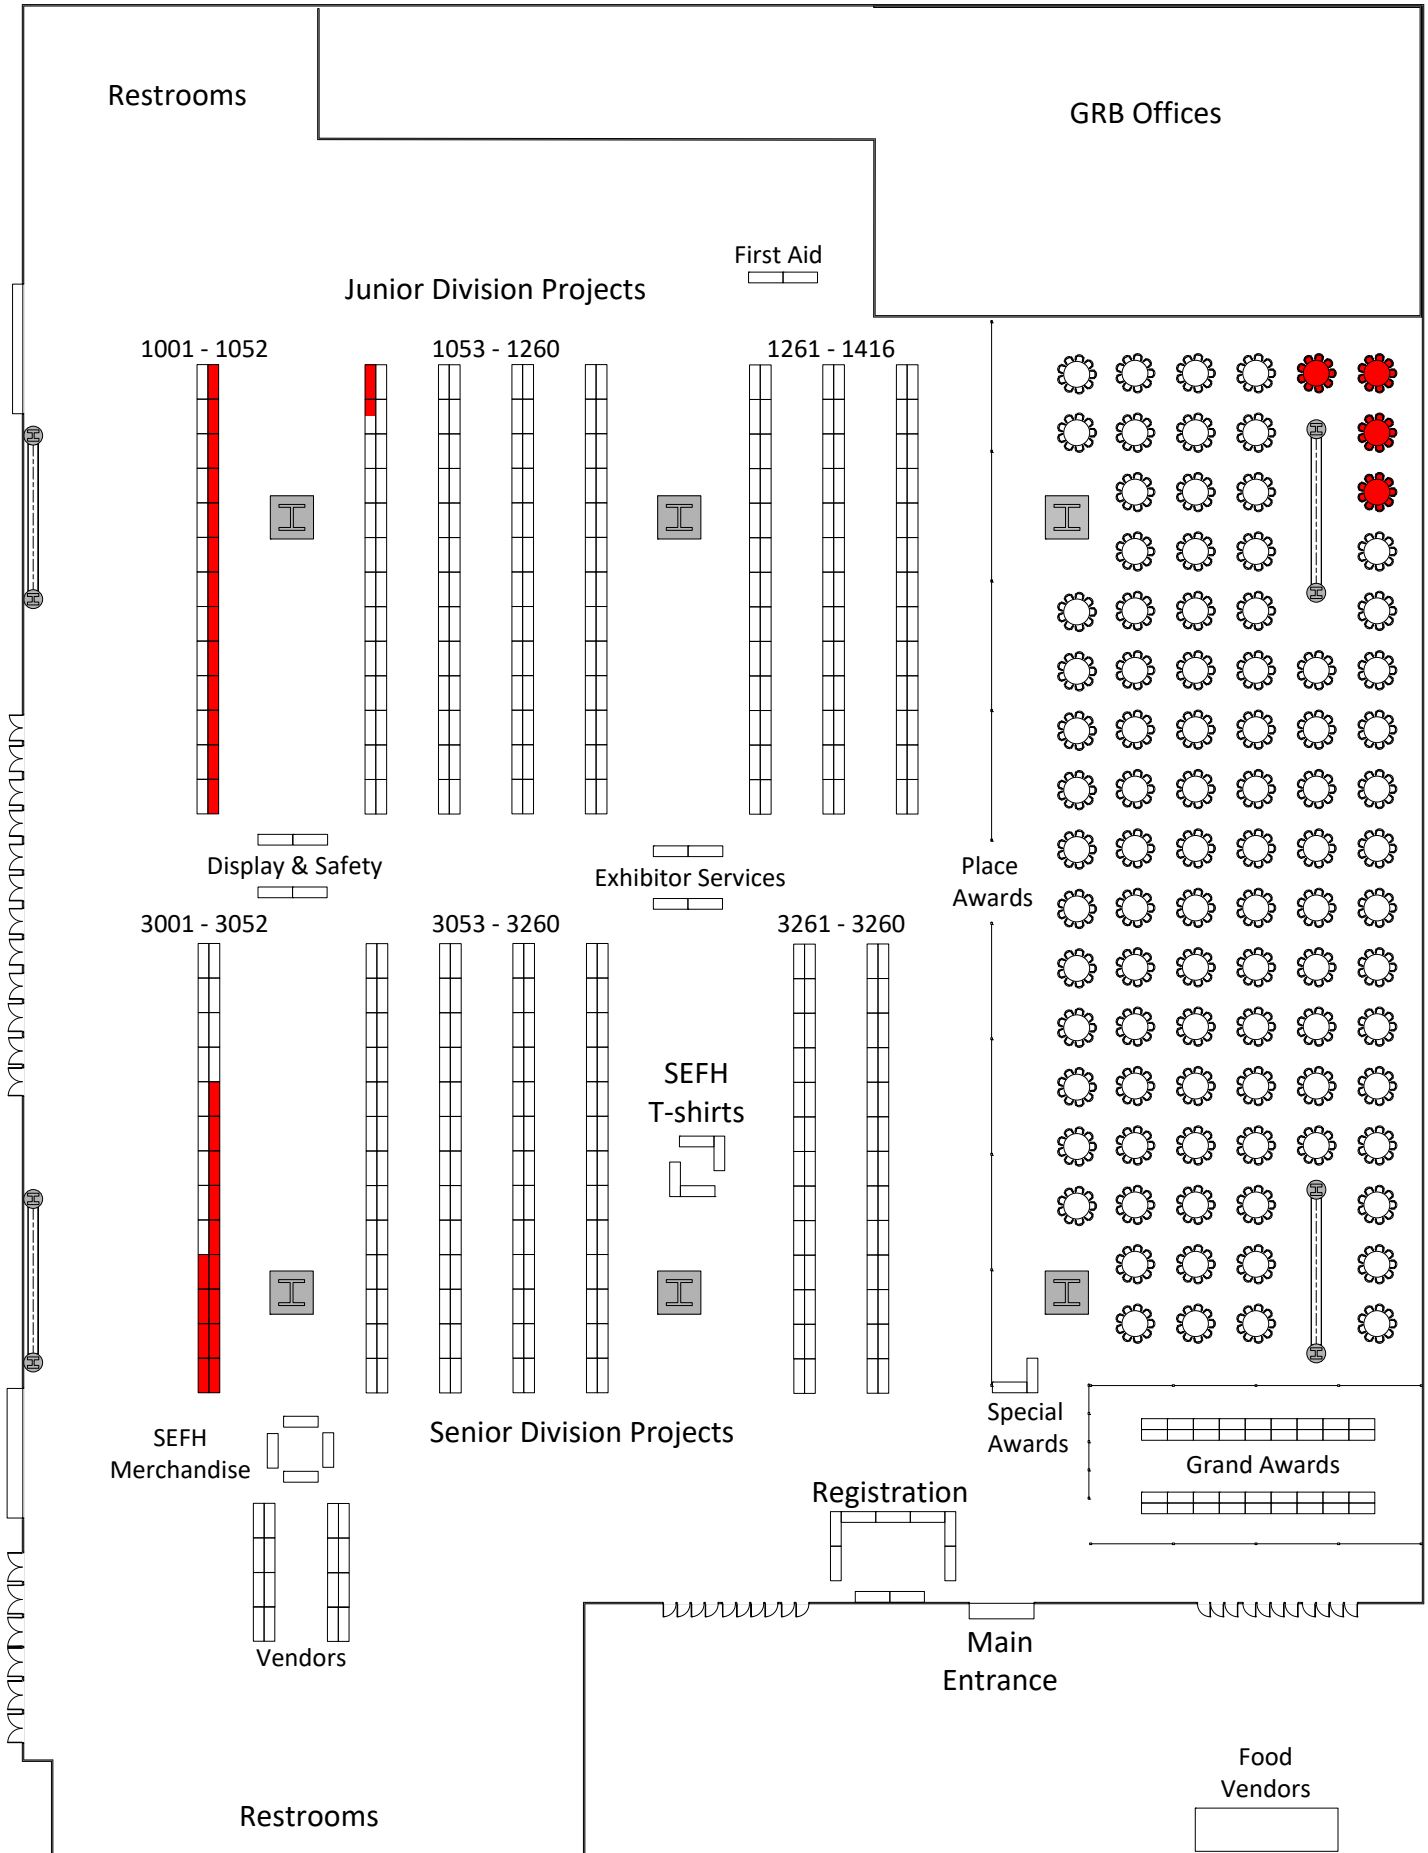 Restrooms
GRB Offices
First Aid
Junior Division Projects
1001 - 1052
1053 - 1260
1261 - 1416
Display & Safety
Exhibitor Services
Place
Awards
3001 - 3052
3053 - 3260
3261 - 3260
SEFH
T-shirts
Special
Awards
SEFH
Merchandise
Senior Division Projects
Grand Awards
Registration
Vendors
Main
Entrance
Food
Vendors
Restrooms